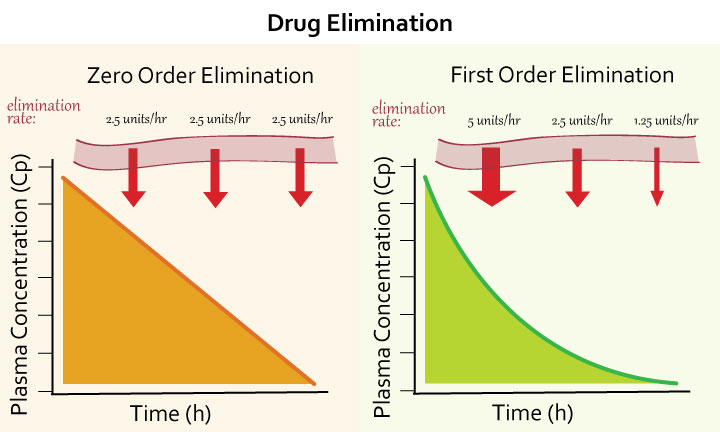 Drug Elimination
Zero Order Elimination
elimination
rate:
2.5 units/hr
2.5 units/hr
2.5 units/hr
Plasma Concentration (Cp)
Time (h)
First Order Elimination
elimination
rate:
5 units/hr
2.5 units/hr
1.25 units/hr
Plasma Concentration (Cp)
Time (h)